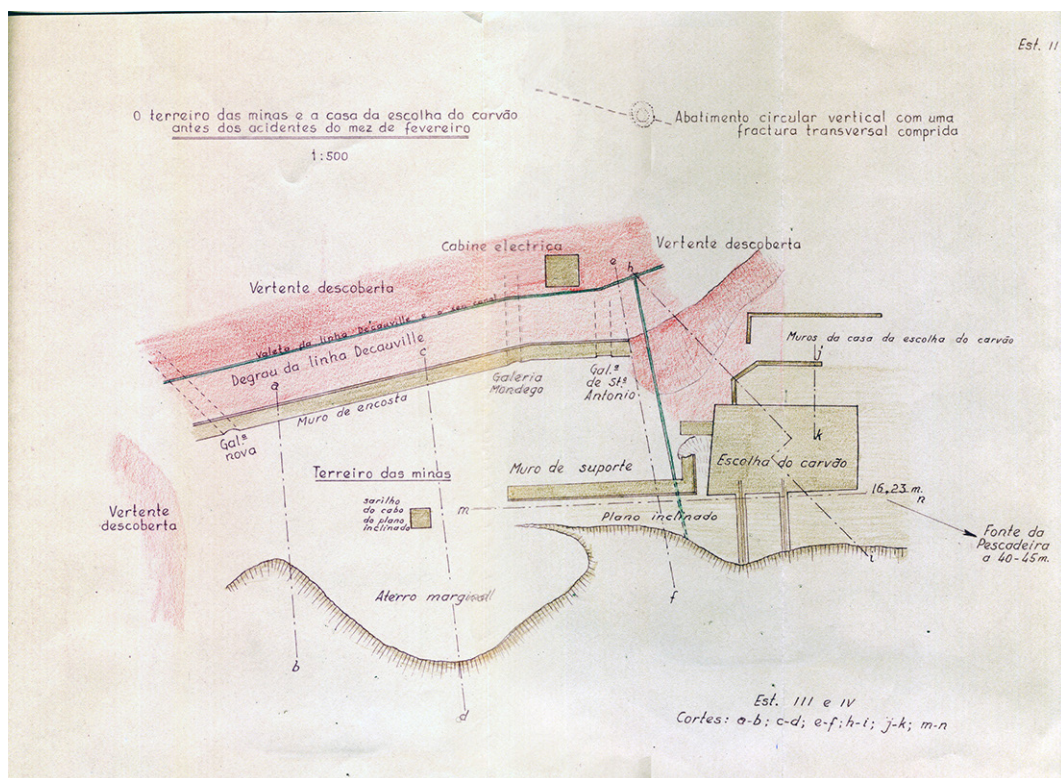 Est. II
O terreiro das minas e a casa da escolha do carvão
antes dos acidentes do mez de fevereiro
1:500
Abatimento circular vertical com uma
fractura transversal comprida
Cabine electrica
Vertente descoberta
e
h
Vertente descoberta
Valeta da linha Decauville e o seu canal
Degrau da linha Decauville
c
a
Muros da casa da escolha do carvão
j
Galeria
Mondego
Gal.ª
de Stº
Antonio
Muro de encosta
Gal.ª
nova
k
Escolha do carvão
Muro de suporte
Terreiro das minas
16,23 m.
n
sarilho
do cabo
do plano
inclinado
m
Plano inclinado
Vertente
descoberta
Fonte da
Pescadeira
a 40-45m.
i
Aterro marginal
f
b
d
Est. III e IV
Cortes: a-b; c-d; e-f; h-i; j-k; m-n